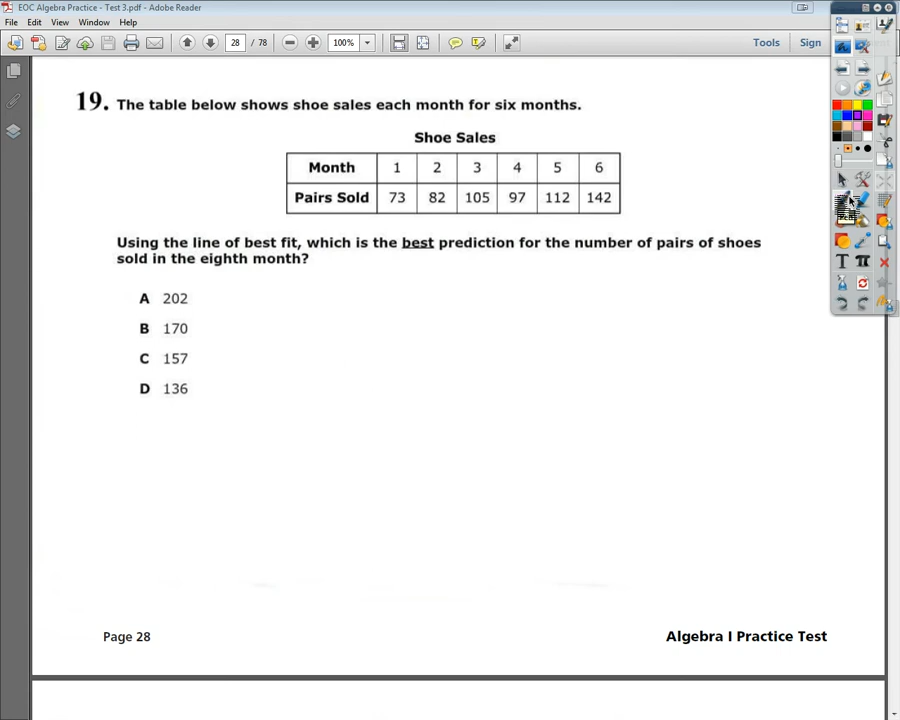 EOC Algebra Practice - Test 3.pdf - Adobe Reader
File Edit View Window Help
28 / 78 100% Tools Sign
19. The table below shows shoe sales each month for six months.
Shoe Sales
Month 1 2 3 4 5 6
Pairs Sold 73 82 105 97 112 142
Using the line of best fit, which is the best prediction for the number of pairs of shoes
sold in the eighth month?
A 202
B 170
C 157
D 136
Page 28 Algebra I Practice Test